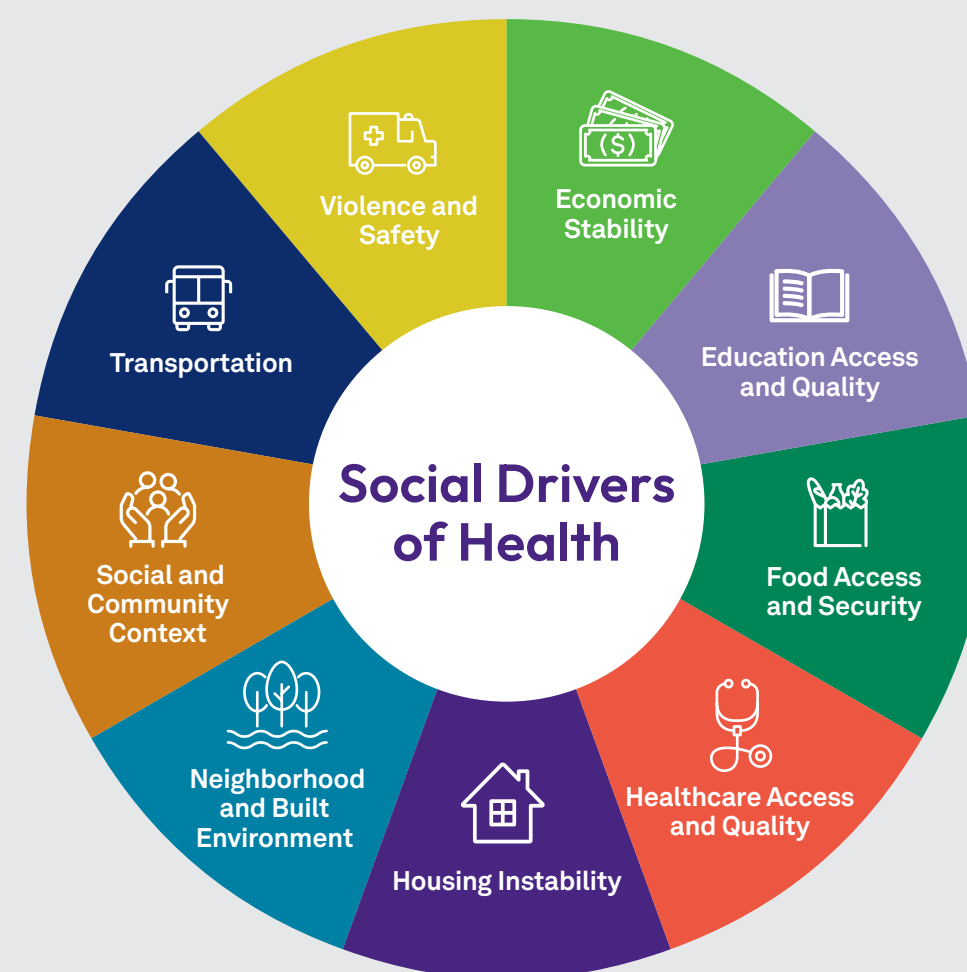 Social Drivers
of Health
Economic
Stability
($)
Education Access
and Quality
Food Access
and Security
Healthcare Access
and Quality
Housing Instability
Neighborhood
and Built
Environment
Social and
Community
Context
Transportation
Violence and
Safety